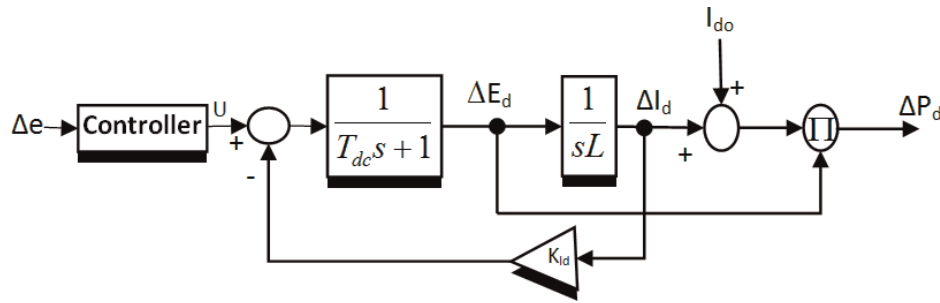 I_do
+
Δe
Controller
U
+
-
1
T_dc s + 1
ΔE_d
1
sL
ΔI_d
+
Π
ΔP_d
K_Id